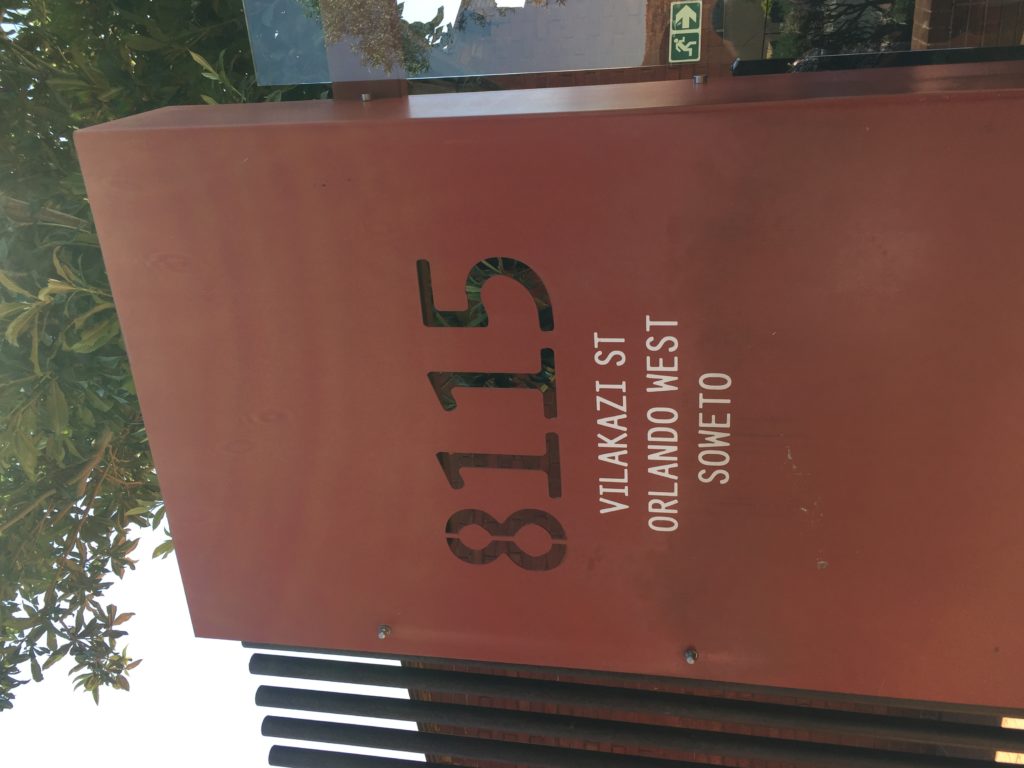 8115
VILAKAZI ST
ORLANDO WEST
SOWETO